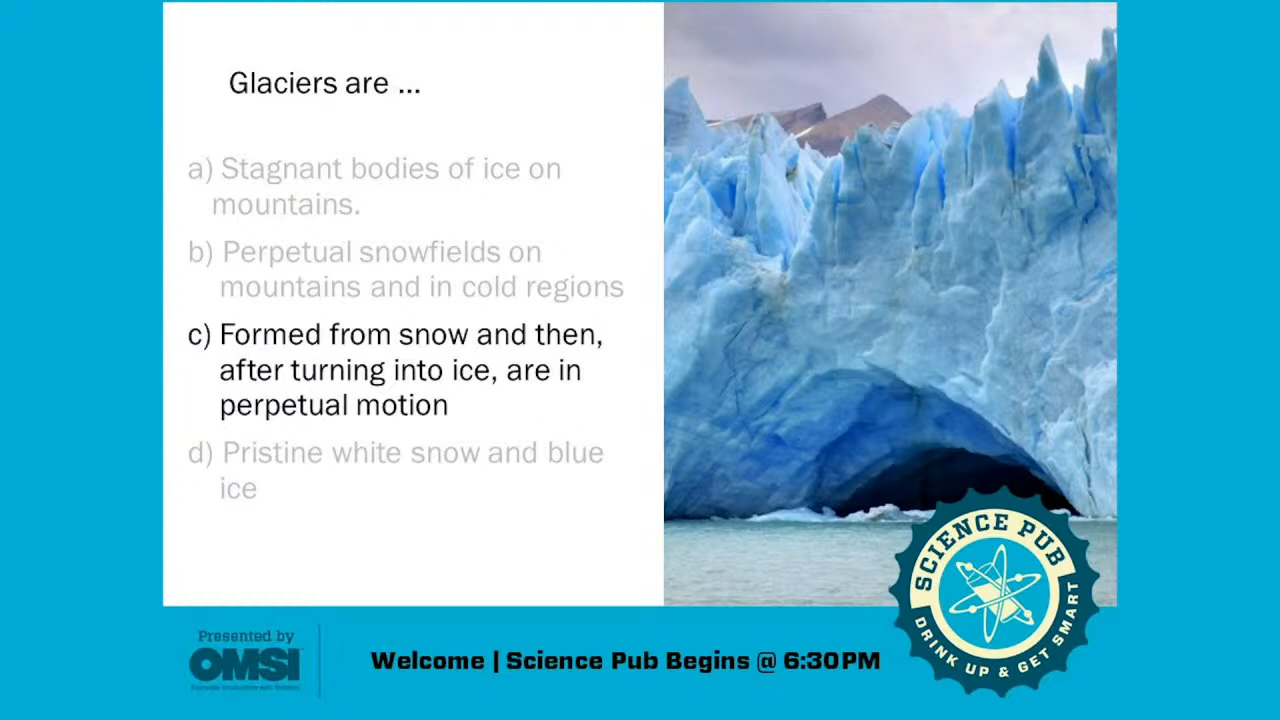 Glaciers are ...
a) Stagnant bodies of ice on
mountains.
b) Perpetual snowfields on
mountains and in cold regions
c) Formed from snow and then,
after turning into ice, are in
perpetual motion
d) Pristine white snow and blue
ice
SCIENCE PUB
DRINK UP & GET SMART
Presented by
OMSI
Welcome | Science Pub Begins @ 6:30PM